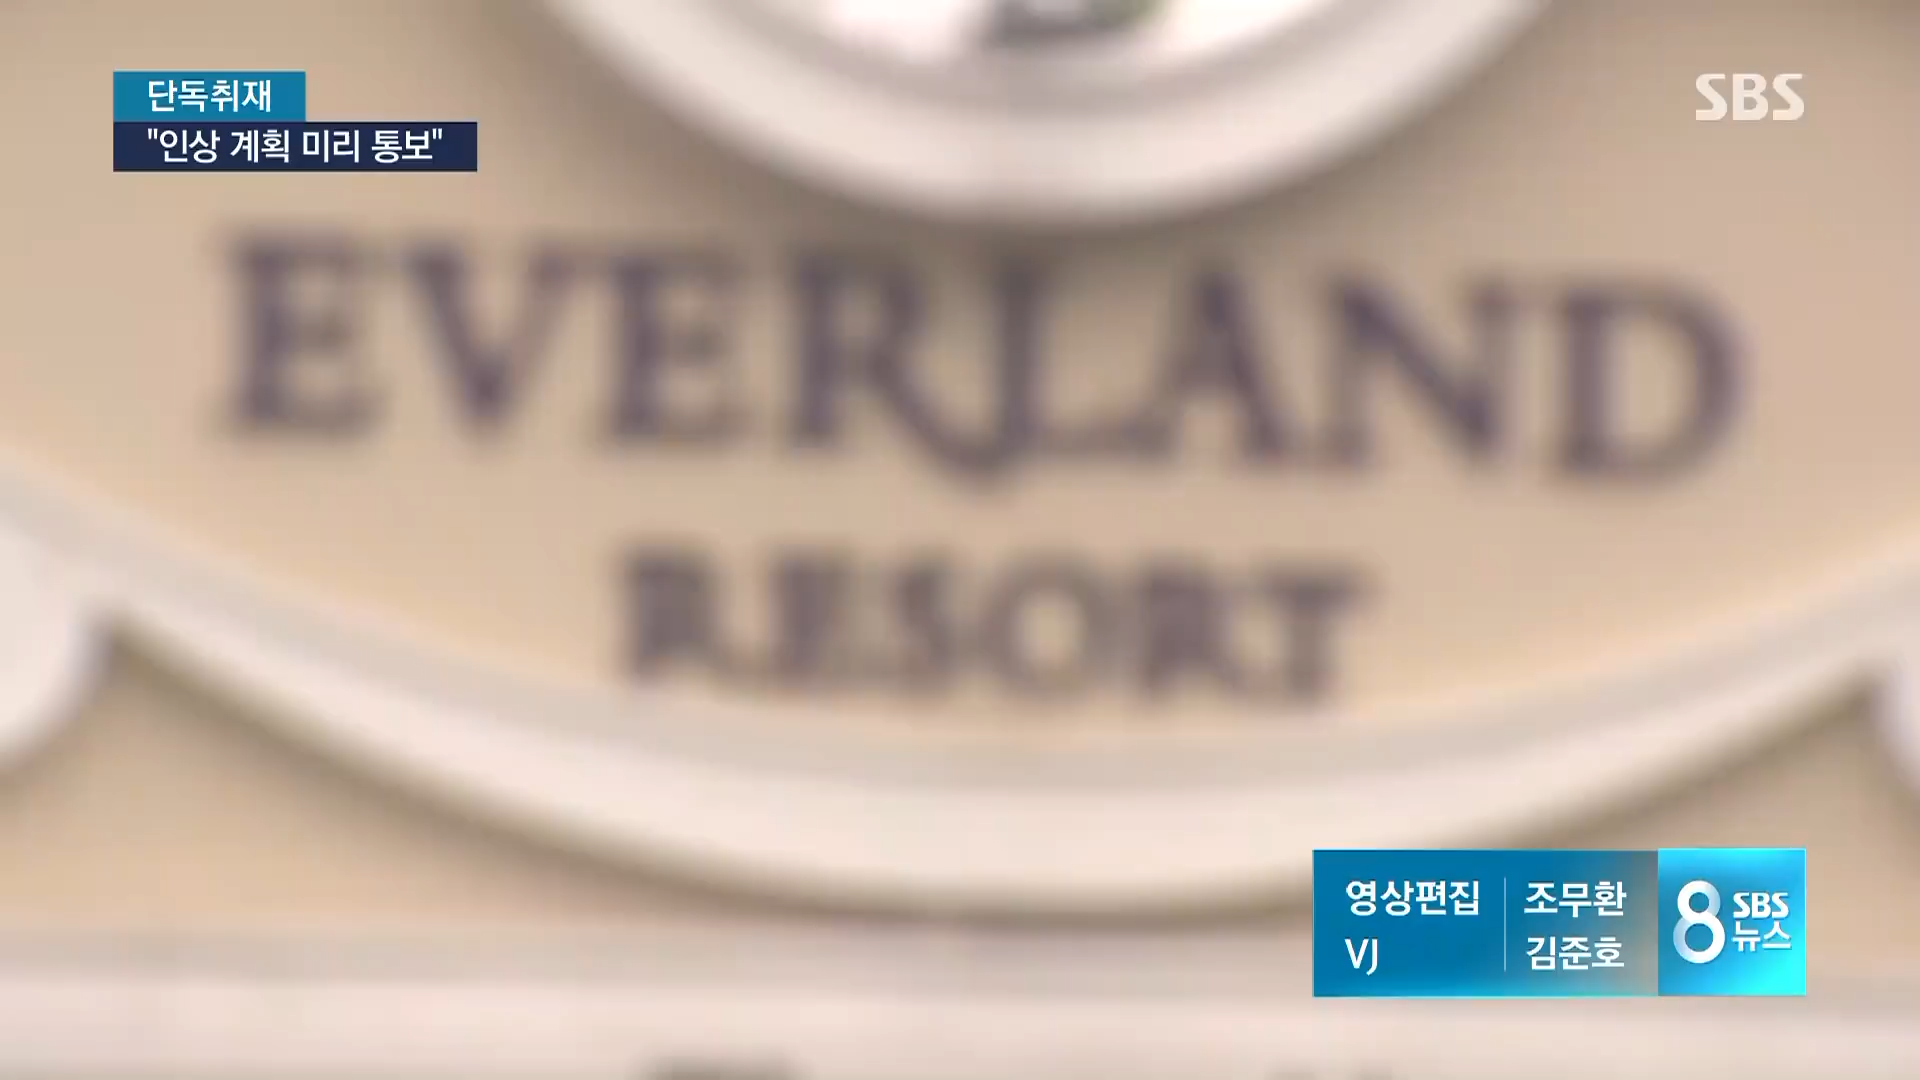 단독취재
"인상 계획 미리 통보"
SBS
EVERLAND
RESORT
영상편집 조무환
VJ 김준호
8 SBS 뉴스